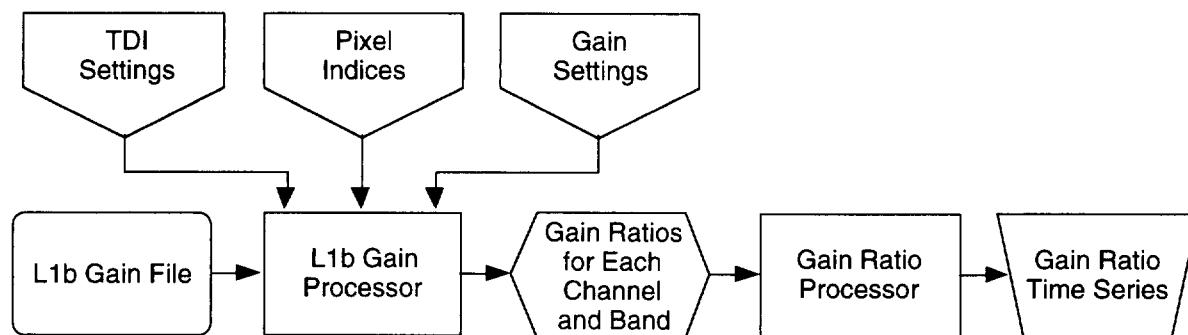 TDI
Settings
Pixel
Indices
Gain
Settings
L1b Gain File
L1b Gain
Processor
Gain Ratios
for Each
Channel
and Band
Gain Ratio
Processor
Gain Ratio
Time Series